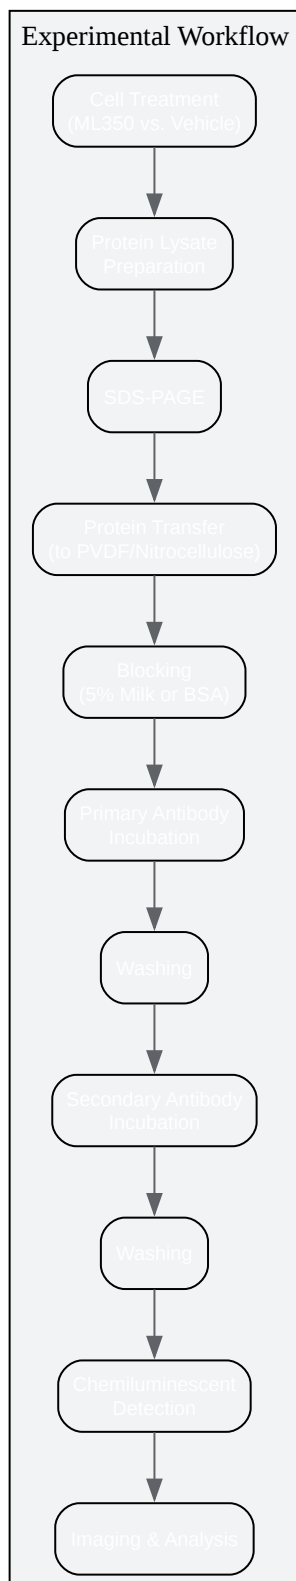 Experimental Workflow
Cell Treatment
(ML350 vs. Vehicle)
Protein Lysate
Preparation
SDS-PAGE
Protein Transfer
(to PVDF/Nitrocellulose)
Blocking
(5% Milk or BSA)
Primary Antibody
Incubation
Washing
Secondary Antibody
Incubation
Washing
Chemiluminescent
Detection
Imaging & Analysis